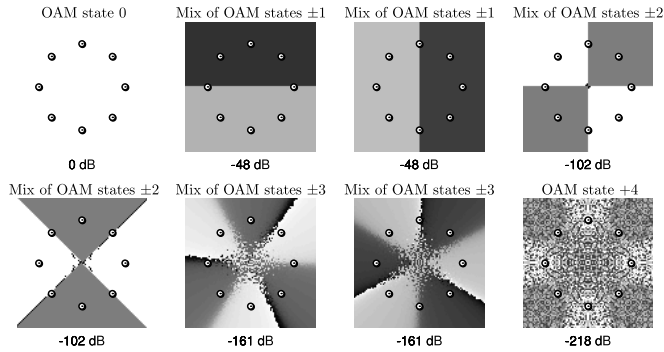 OAM state 0
Mix of OAM states ±1
Mix of OAM states ±1
Mix of OAM states ±2
0 dB
-48 dB
-48 dB
-102 dB
Mix of OAM states ±2
Mix of OAM states ±3
Mix of OAM states ±3
OAM state +4
-102 dB
-161 dB
-161 dB
-218 dB